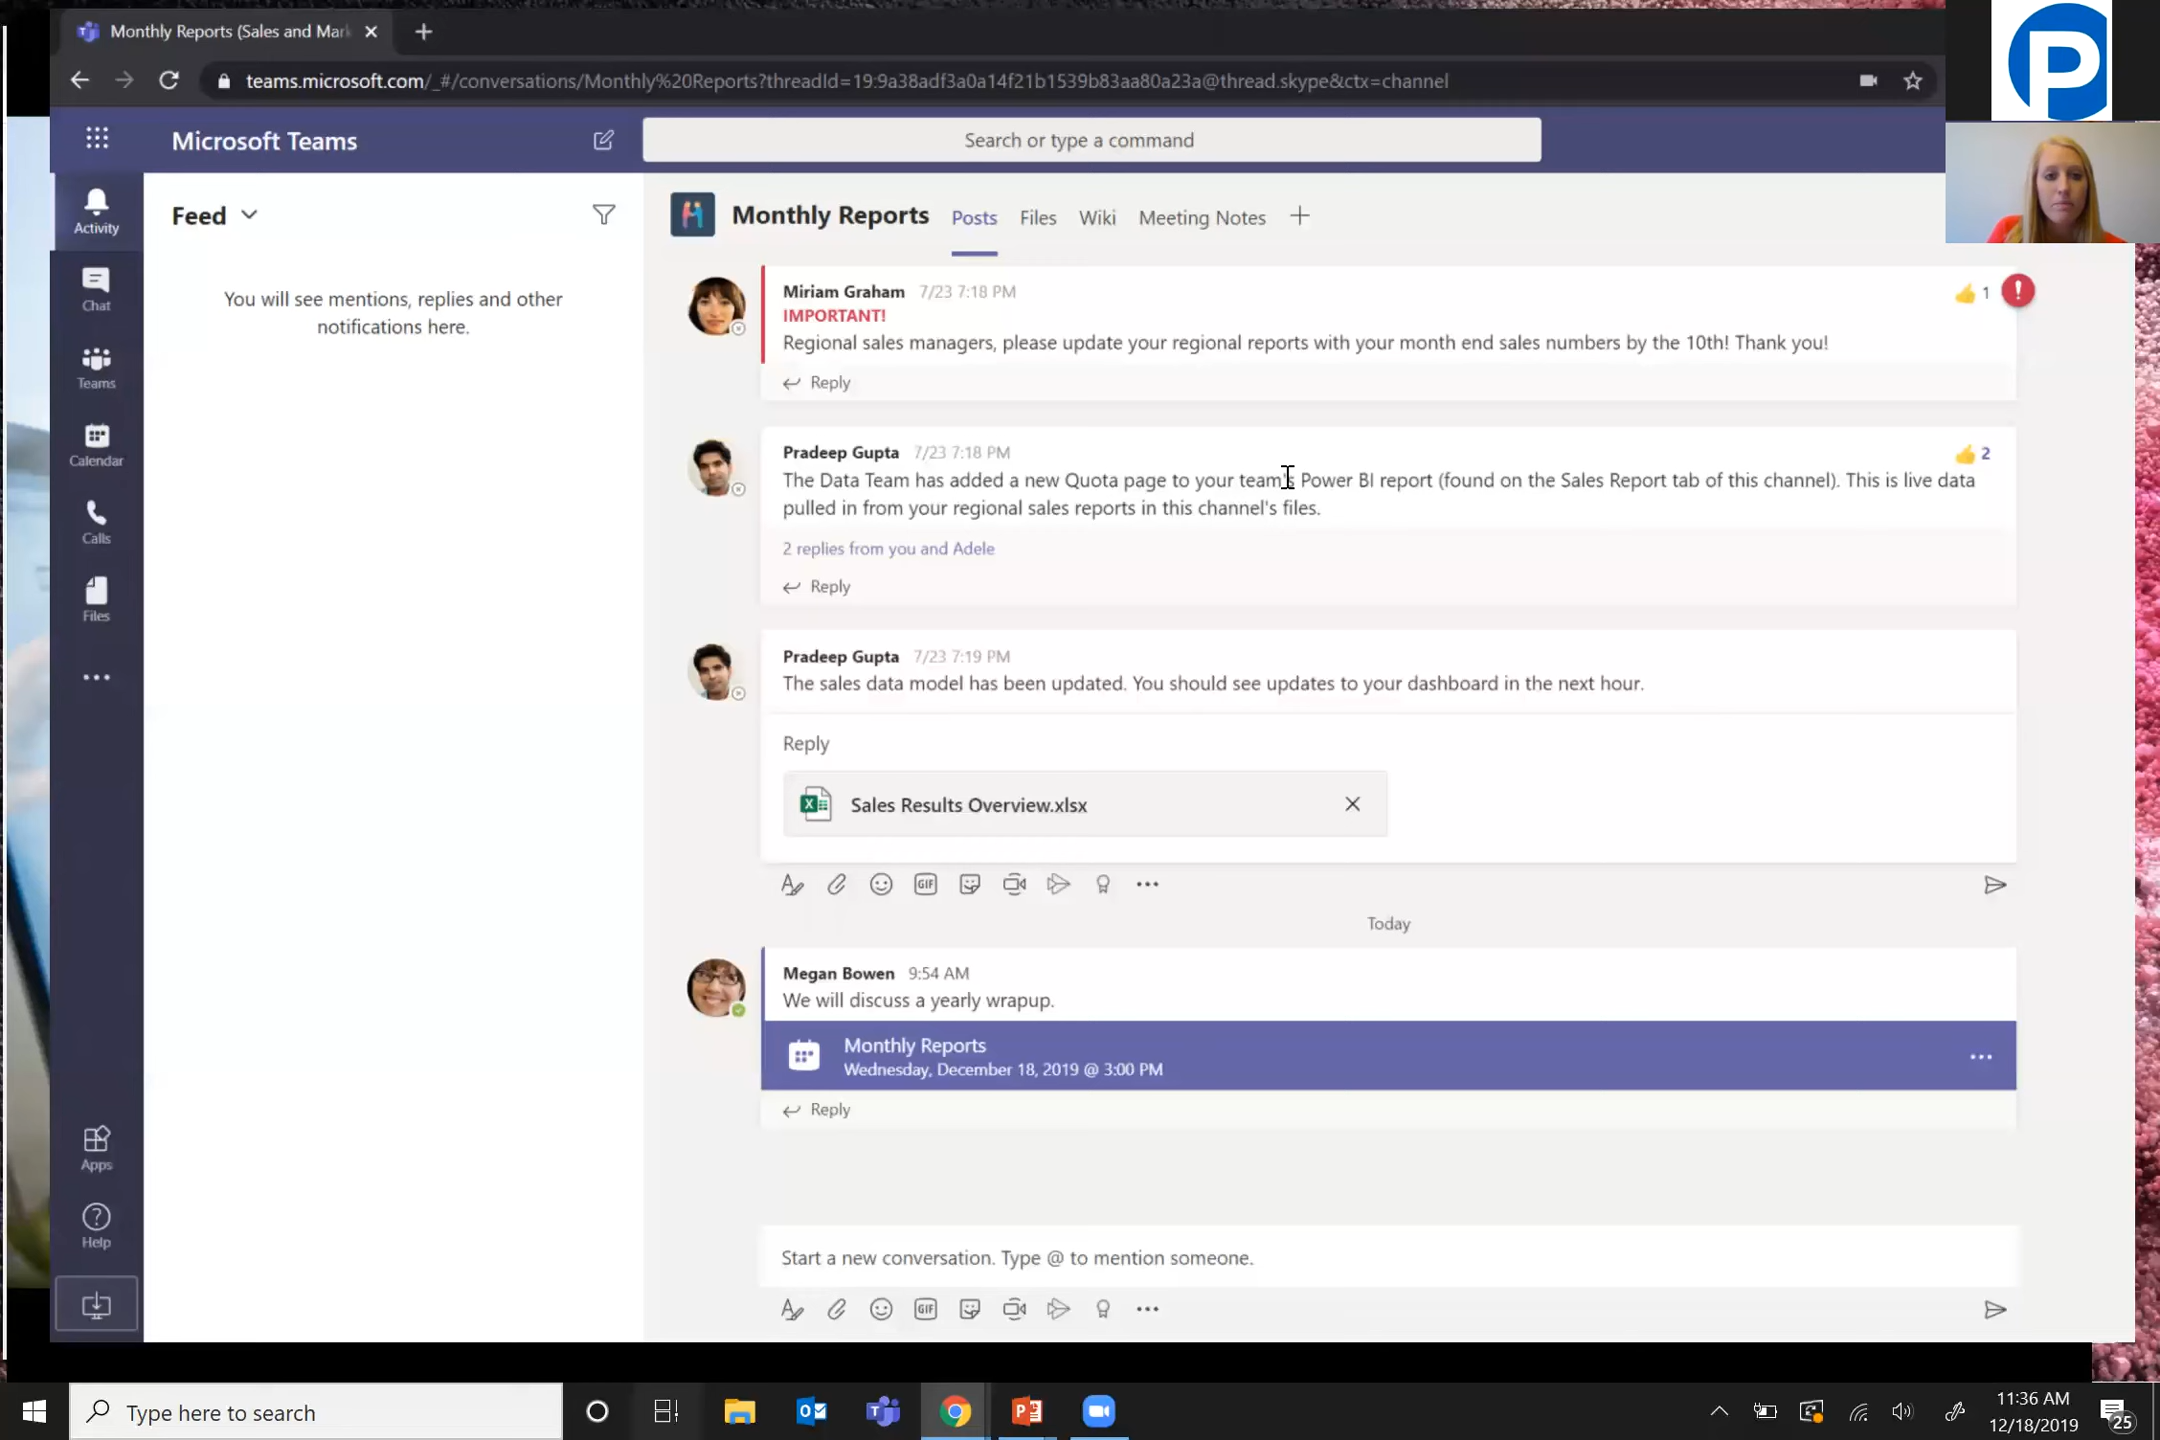 Monthly Reports (Sales and Mar
teams.microsoft.com/_#/conversations/Monthly%20Reports?threadId=19:9a38adf3a0a14f21b1539b83aa80a23a@thread.skype&ctx=channel
P
Microsoft Teams
Search or type a command
Activity
Chat
Teams
Calendar
Calls
Files
Apps
Help
Feed
You will see mentions, replies and other
notifications here.
Monthly Reports Posts Files Wiki Meeting Notes
Miriam Graham 7/23 7:18 PM
1
IMPORTANT!
Regional sales managers, please update your regional reports with your month end sales numbers by the 10th! Thank you!
Reply
Pradeep Gupta 7/23 7:18 PM
2
The Data Team has added a new Quota page to your team's Power BI report (found on the Sales Report tab of this channel). This is live data
pulled in from your regional sales reports in this channel's files.
2 replies from you and Adele
Reply
Pradeep Gupta 7/23 7:19 PM
The sales data model has been updated. You should see updates to your dashboard in the next hour.
Reply
Sales Results Overview.xlsx
GIF
Today
Megan Bowen 9:54 AM
We will discuss a yearly wrapup.
Monthly Reports
Wednesday, December 18, 2019 @ 3:00 PM
Reply
Start a new conversation. Type @ to mention someone.
GIF
Type here to search
11:36 AM
12/18/2019
25